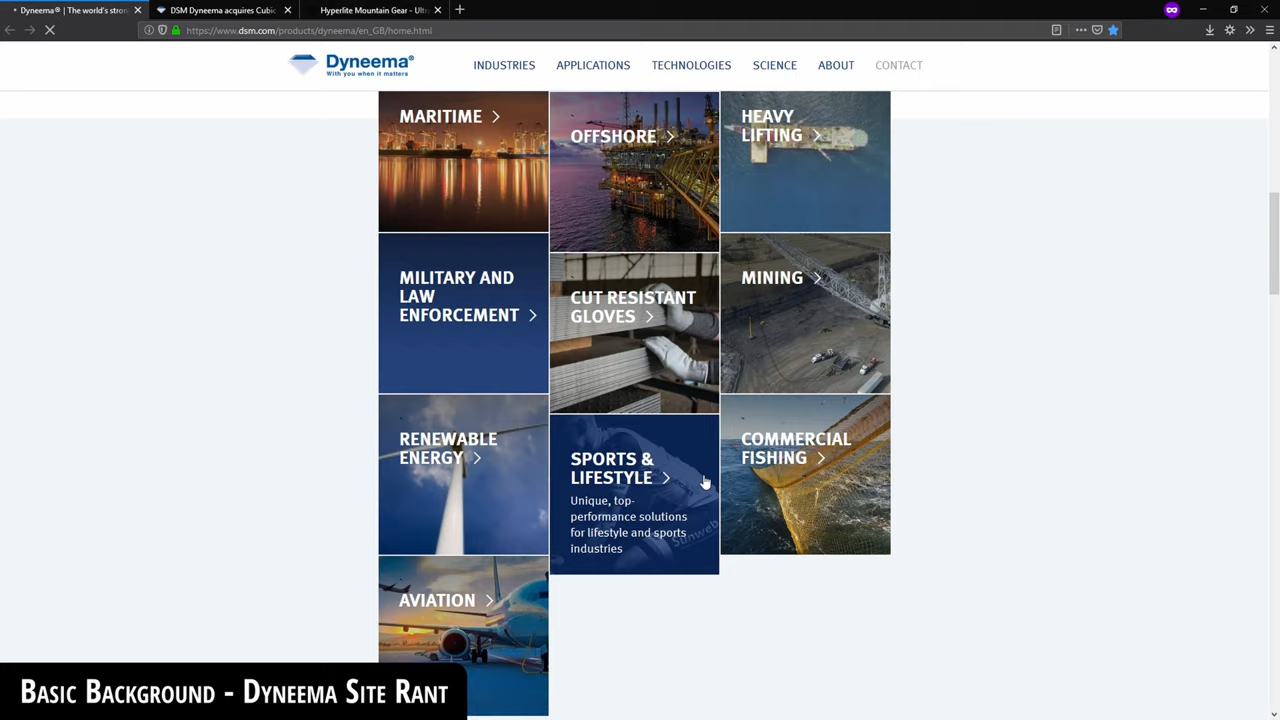 Dyneema® | The world's stron
DSM Dyneema acquires Cubic
Hyperlite Mountain Gear - Ultra
https://www.dsm.com/products/dyneema/en_GB/home.html
Dyneema®
With you when it matters
INDUSTRIES
APPLICATIONS
TECHNOLOGIES
SCIENCE
ABOUT
CONTACT
MARITIME
OFFSHORE
HEAVY
LIFTING
MILITARY AND
LAW
ENFORCEMENT
CUT RESISTANT
GLOVES
MINING
RENEWABLE
ENERGY
SPORTS &
LIFESTYLE
Unique, top-
performance solutions
for lifestyle and sports
industries
COMMERCIAL
FISHING
AVIATION
BASIC BACKGROUND - DYNEEMA SITE RANT